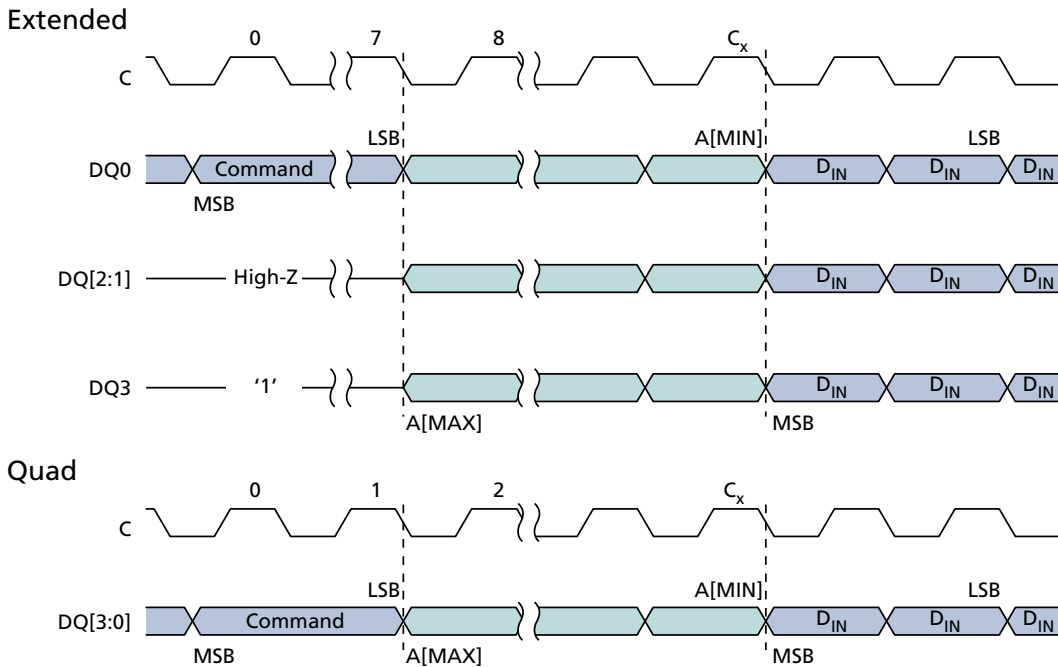 Extended
0 7 8 Cx
C
LSB A[MIN] LSB
DQ0 Command DIN DIN DIN
MSB
DQ[2:1] High-Z DIN DIN DIN
DQ3 '1' DIN DIN DIN
A[MAX] MSB
Quad
0 1 2 Cx
C
LSB A[MIN] LSB
DQ[3:0] Command DIN DIN DIN
MSB A[MAX] MSB